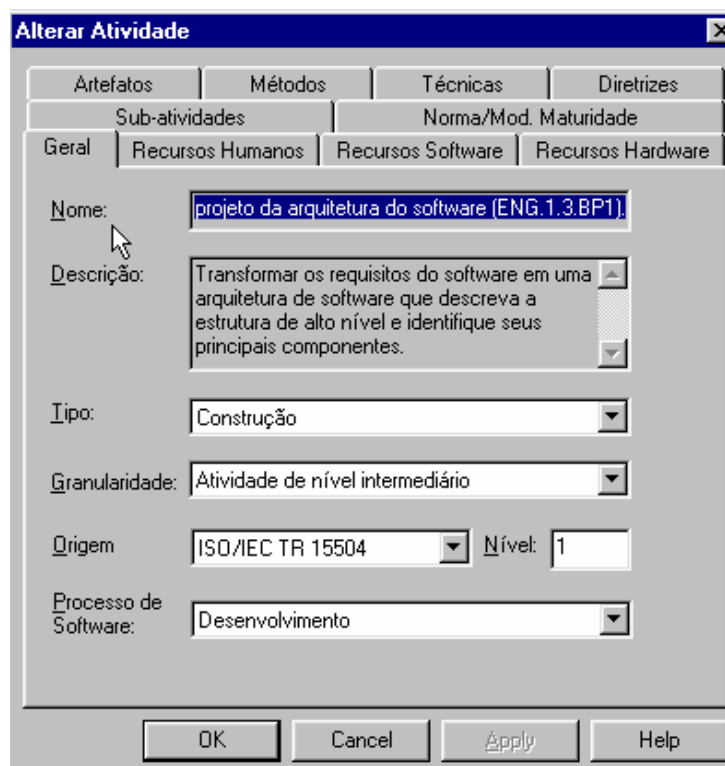 Alterar Atividade
Artefatos Métodos Técnicas Diretrizes
Sub-atividades Norma/Mod. Maturidade
Geral Recursos Humanos Recursos Software Recursos Hardware
Nome: projeto da arquitetura do software (ENG.1.3.BP1).
Descrição: Transformar os requisitos do software em uma
arquitetura de software que descreva a
estrutura de alto nível e identifique seus
principais componentes.
Tipo: Construção
Granularidade: Atividade de nível intermediário
Origem ISO/IEC TR 15504 Nível: 1
Processo de
Software: Desenvolvimento
OK Cancel Apply Help